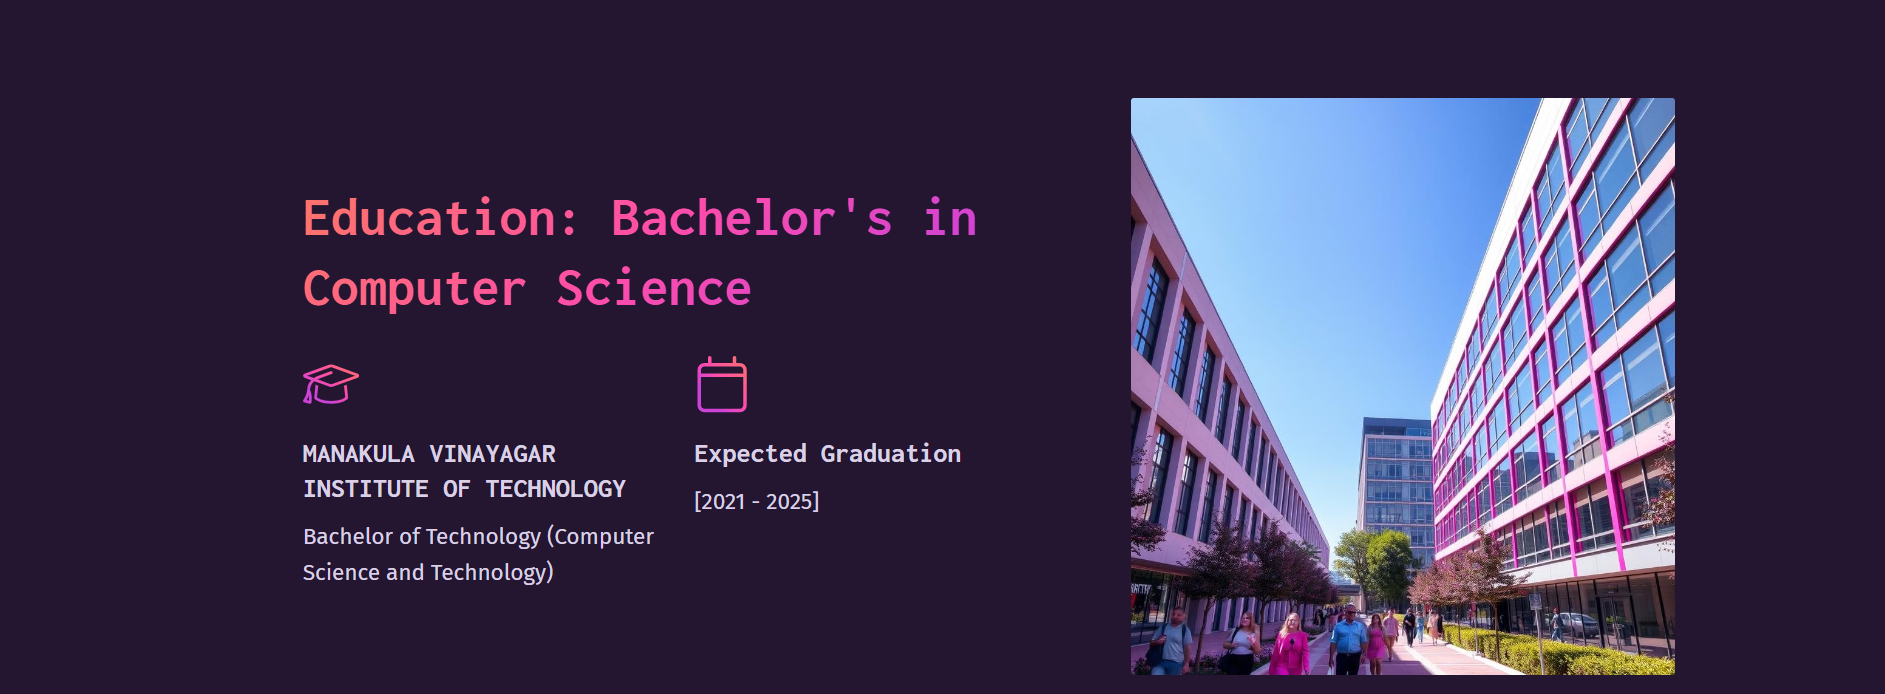 Education: Bachelor's in
Computer Science
MANAKULA VINAYAGAR
INSTITUTE OF TECHNOLOGY
Bachelor of Technology (Computer
Science and Technology)
Expected Graduation
[2021 - 2025]